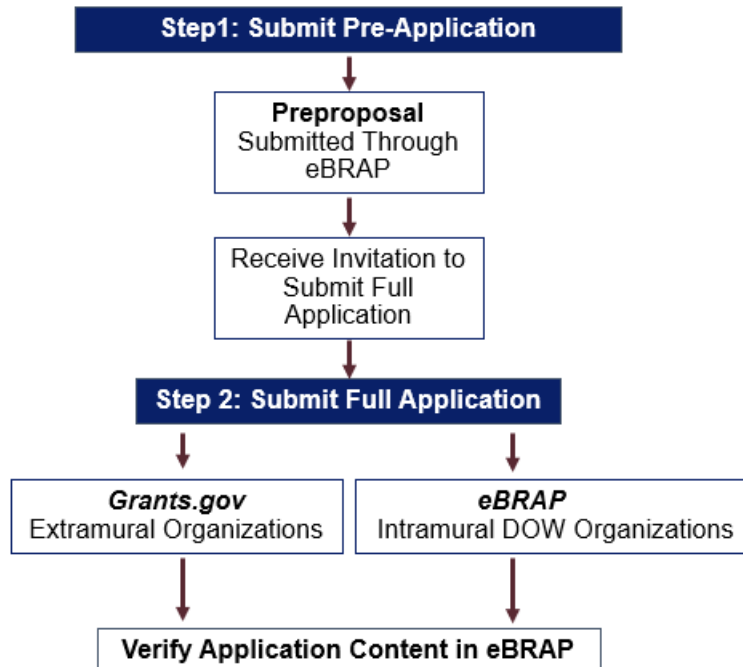 Step1: Submit Pre-Application
Preproposal
Submitted Through
eBRAP
Receive Invitation to
Submit Full
Application
Step 2: Submit Full Application
Grants.gov
Extramural Organizations
eBRAP
Intramural DOW Organizations
Verify Application Content in eBRAP